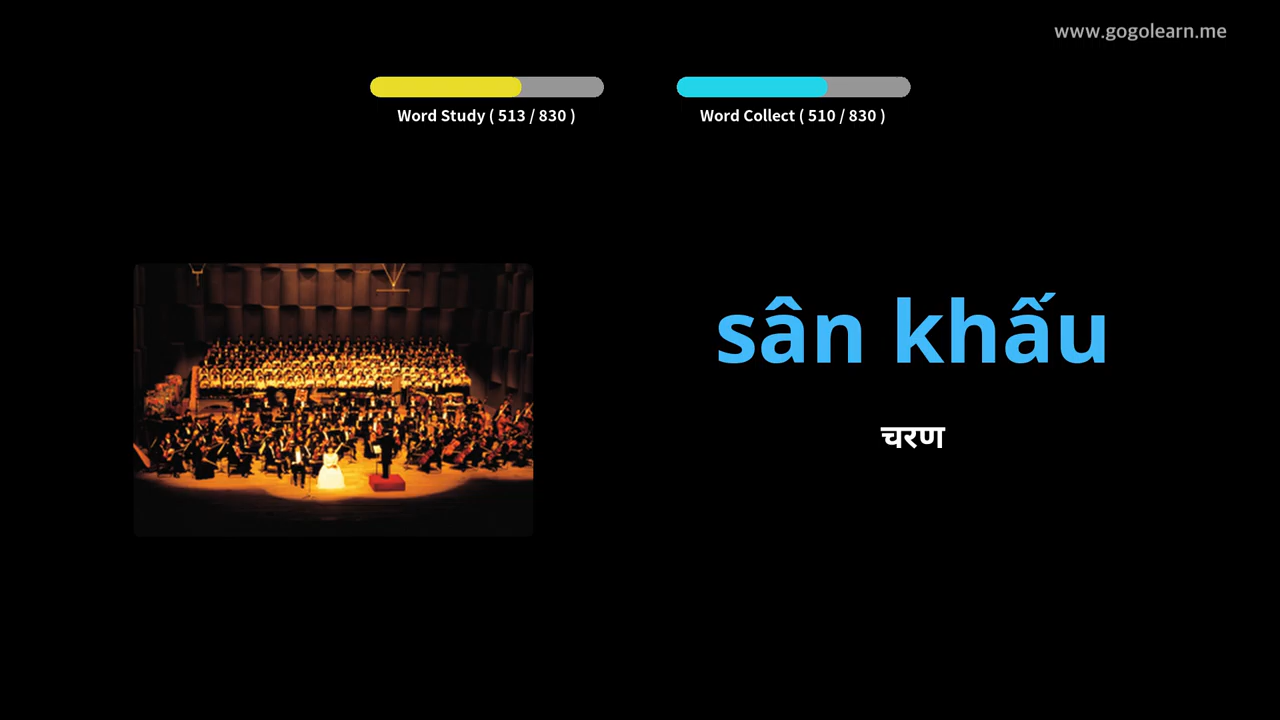 www.gogolearn.me
Word Study ( 513 / 830 )
Word Collect ( 510 / 830 )
sân khấu
चरण